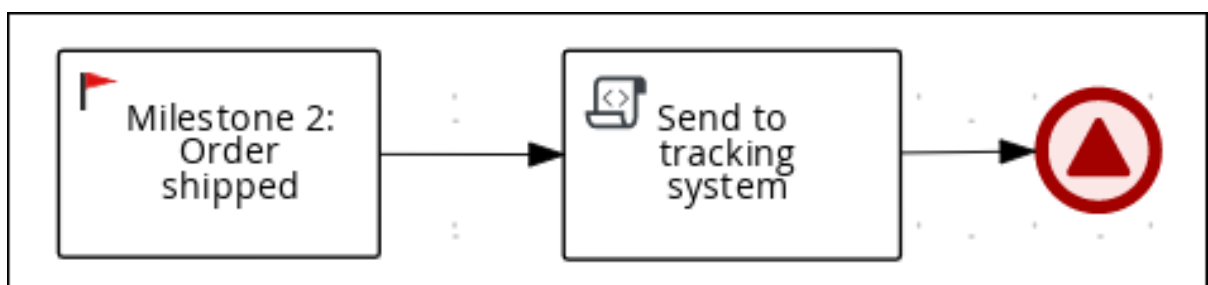 Milestone 2:
Order
shipped
Send to
tracking
system